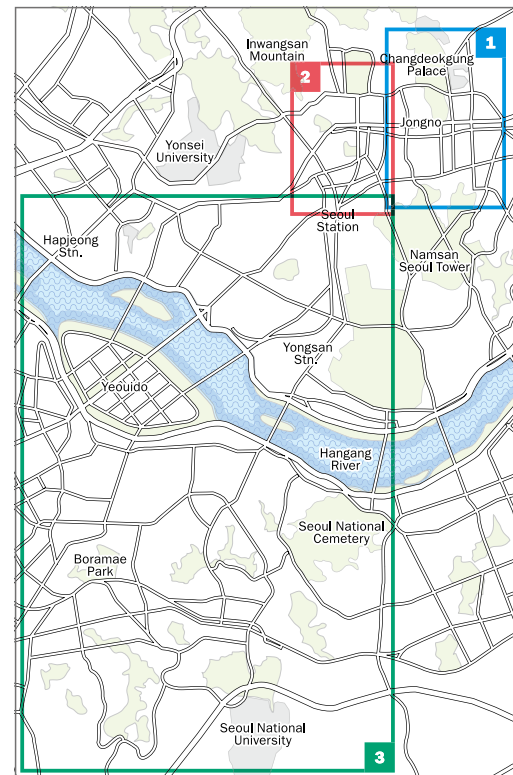 1
Inwangsan
Mountain
Changdeokgung
Palace
2
Jongno
Yonsei
University
Seoul
Station
Hapjeong
Stn.
Namsan
Seoul Tower
Yongsan
Stn.
Yeouido
Hangang
River
Seoul National
Cemetery
Boramae
Park
Seoul National
University
3